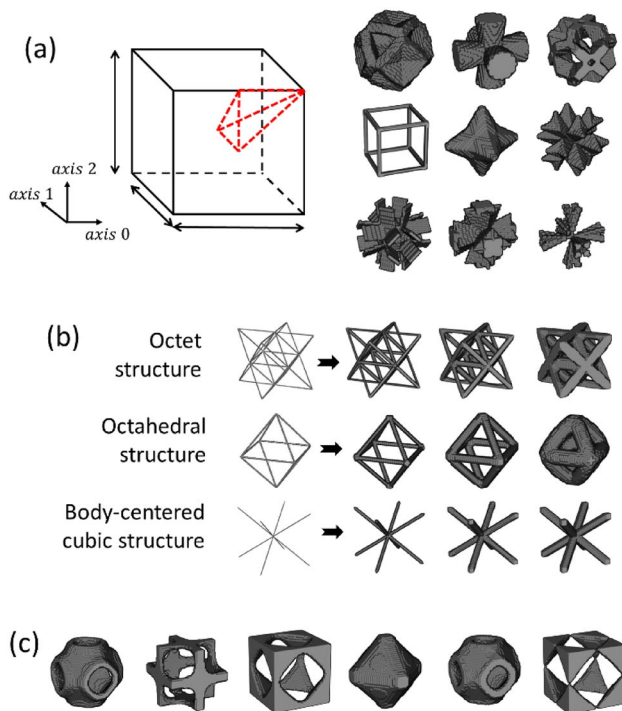 (a)
axis 2
axis 1
axis 0
(b)
Octet
structure
Octahedral
structure
Body-centered
cubic structure
(c)